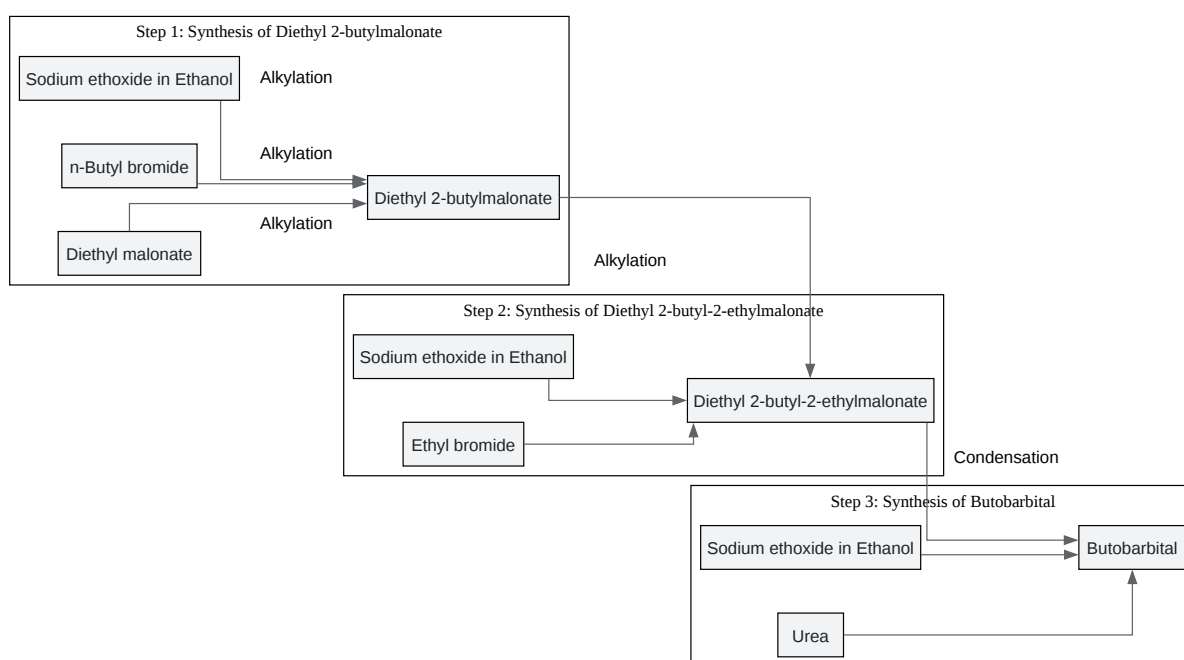 Step 1: Synthesis of Diethyl 2-butylmalonate
Sodium ethoxide in Ethanol
Alkylation
n-Butyl bromide
Alkylation
Diethyl 2-butylmalonate
Diethyl malonate
Alkylation
Alkylation
Step 2: Synthesis of Diethyl 2-butyl-2-ethylmalonate
Sodium ethoxide in Ethanol
Diethyl 2-butyl-2-ethylmalonate
Ethyl bromide
Condensation
Step 3: Synthesis of Butobarbital
Sodium ethoxide in Ethanol
Butobarbital
Urea